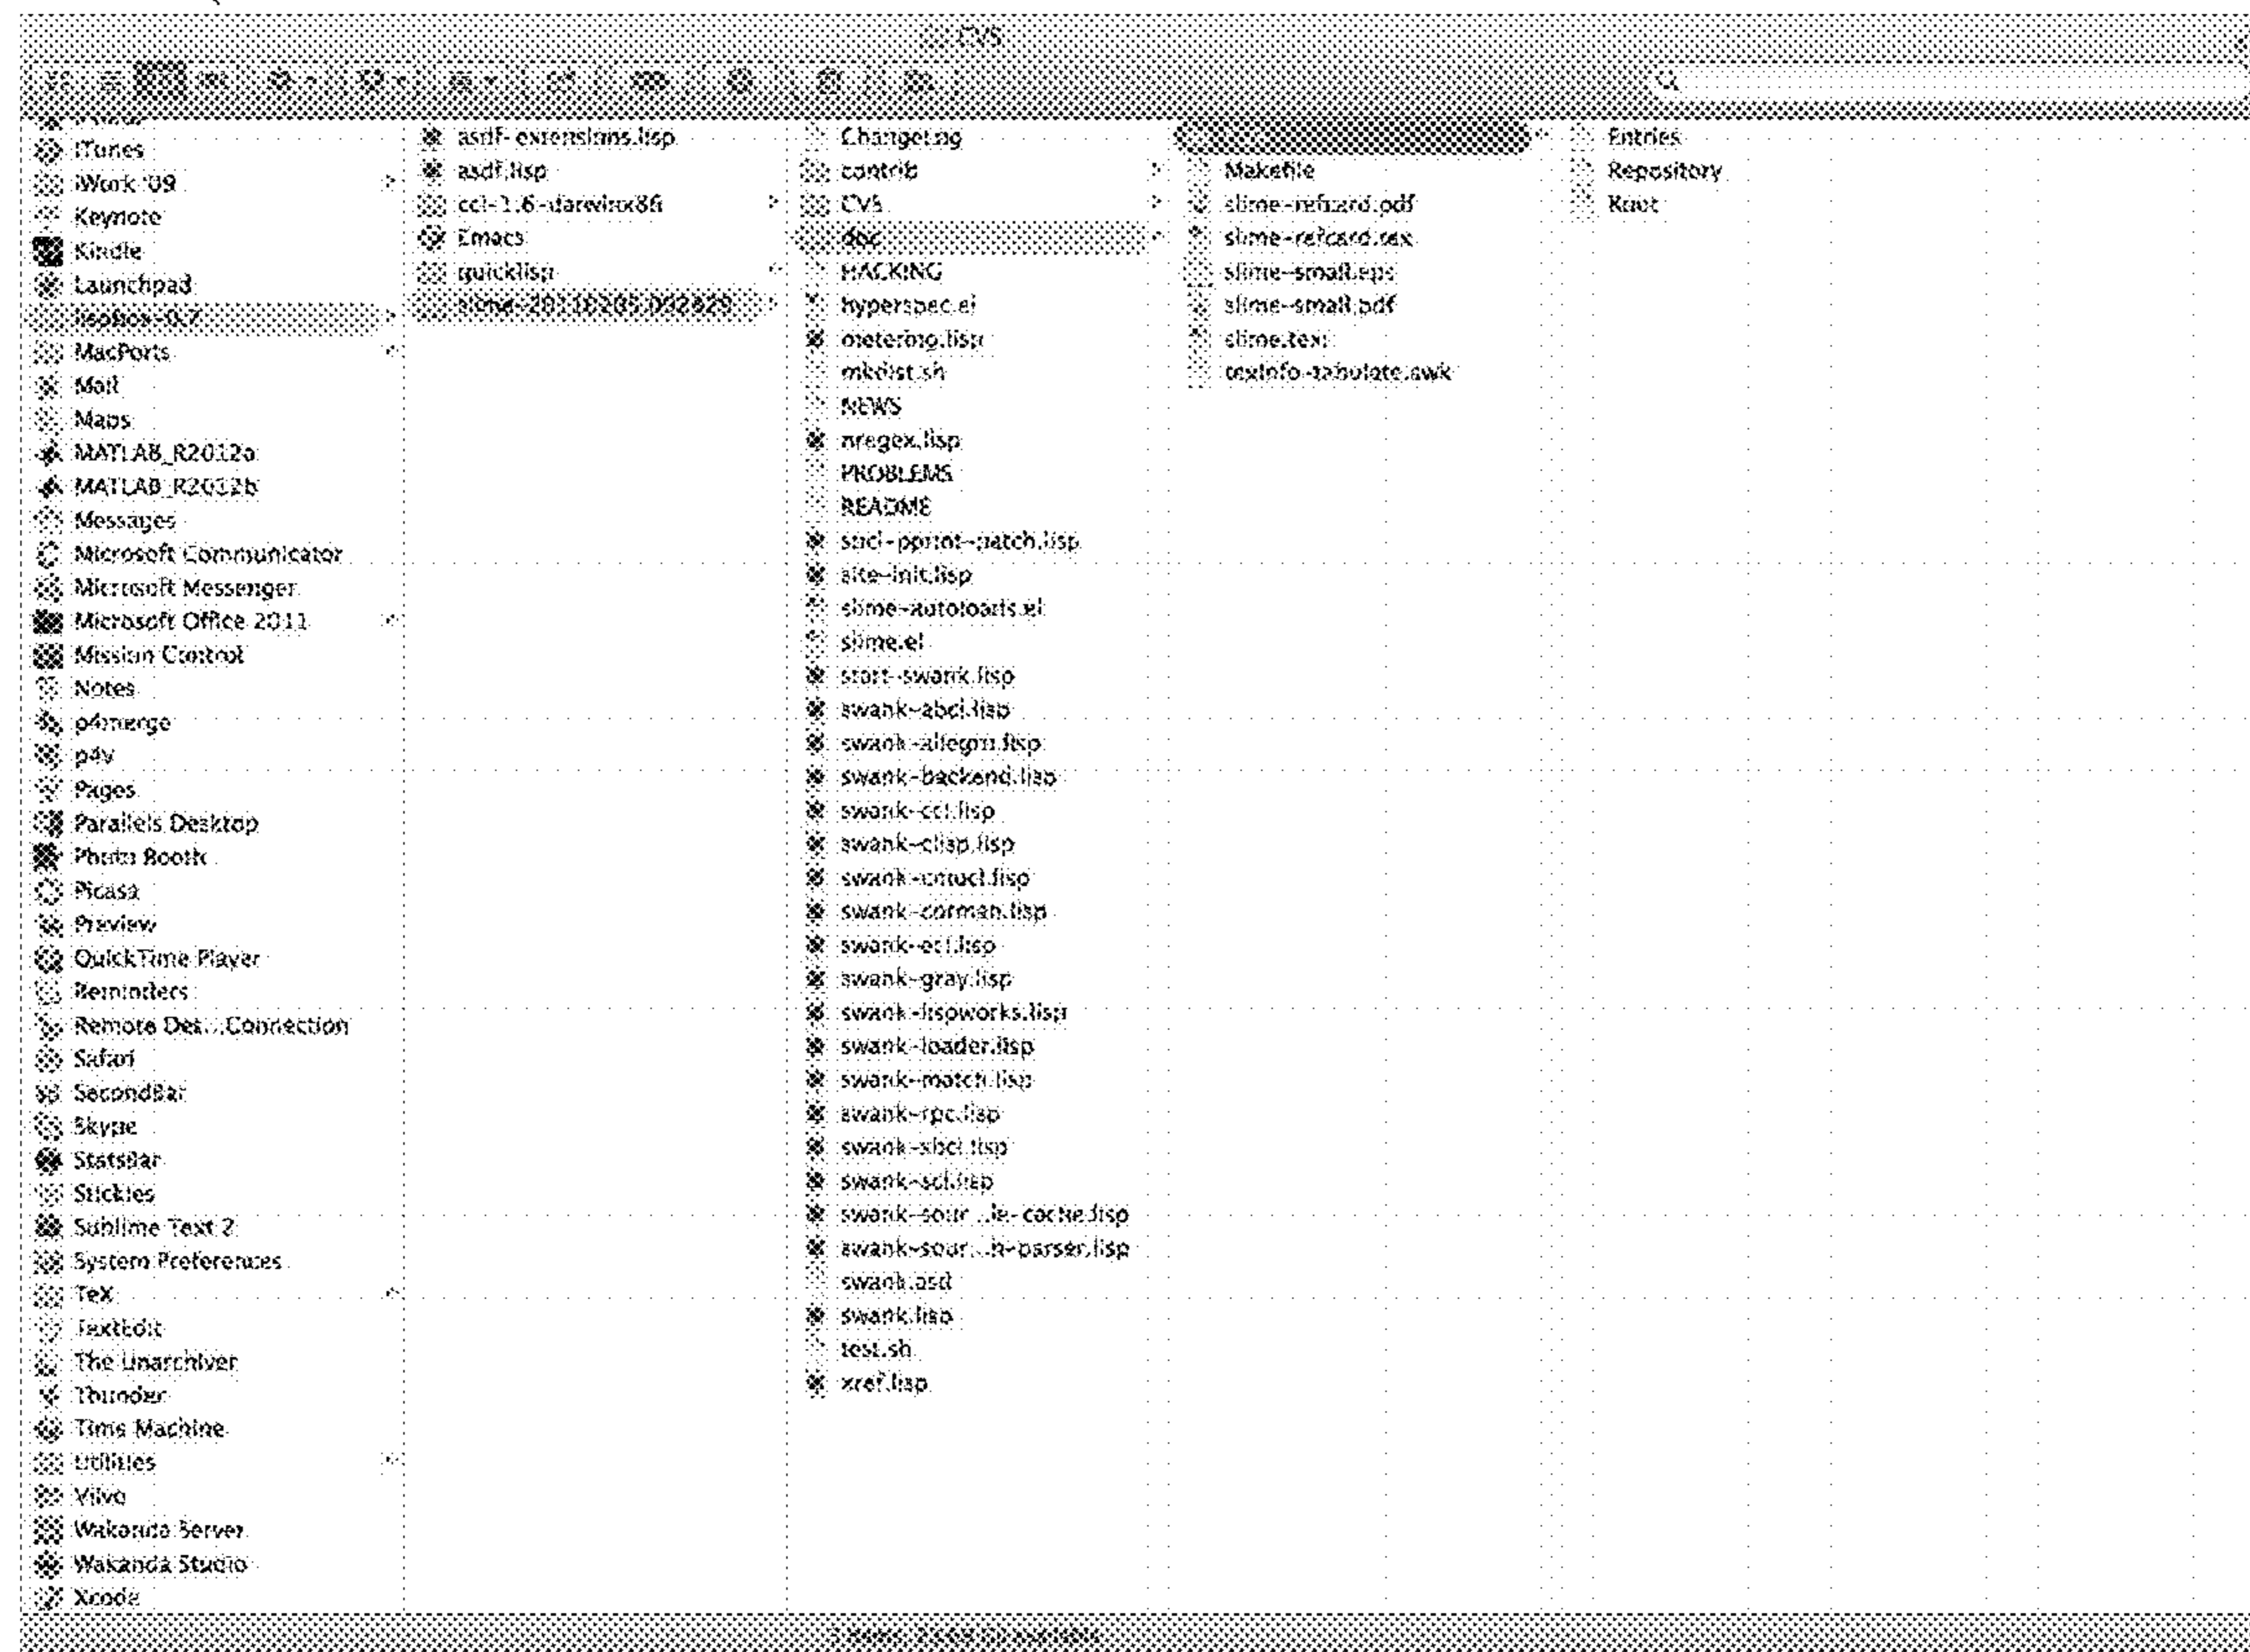 CVS
iTunes
iWork '09
Keynote
Kindle
Launchpad
lispbox-0.7
MacPorts
Mail
Maps
MATLAB_R2012a
MATLAB_R2012b
Messages
Microsoft Communicator
Microsoft Messenger
Microsoft Office 2011
Mission Control
Notes
p4merge
p4v
Pages
Parallels Desktop
Photo Booth
Picasa
Preview
QuickTime Player
Reminders
Remote Des...Connection
Safari
SecondBar
Skype
StatsBar
Stickies
Sublime Text 2
System Preferences
TeX
TextEdit
The Unarchiver
Thunder
Time Machine
Utilities
Wakanda Server
Wakanda Studio
Xcode
asdf-extensions.lisp
asdf.lisp
ccl-1.6-darwinx86
Emacs
quicklisp
ChangeLog
contrib
CVS
doc
HACKING
hyperspec.el
metering.lisp
mkdist.sh
NEWS
nregex.lisp
PROBLEMS
README
sbcl-pprint-patch.lisp
site-init.lisp
slime-autoloads.el
slime.el
start-swank.lisp
swank-abcl.lisp
swank-allegro.lisp
swank-backend.lisp
swank-ccl.lisp
swank-clisp.lisp
swank-cmucl.lisp
swank-corman.lisp
swank-ecl.lisp
swank-gray.lisp
swank-lispworks.lisp
swank-loader.lisp
swank-match.lisp
swank-rpc.lisp
swank-sbcl.lisp
swank-scl.lisp
swank-sour...le-cache.lisp
swank-sour...h-parser.lisp
swank.asd
swank.lisp
test.sh
xref.lisp
Makefile
slime-refcard.pdf
slime-refcard.tex
slime-small.eps
slime-small.pdf
slime.texi
texinfo-tabulate.awk
Entries
Repository
Root